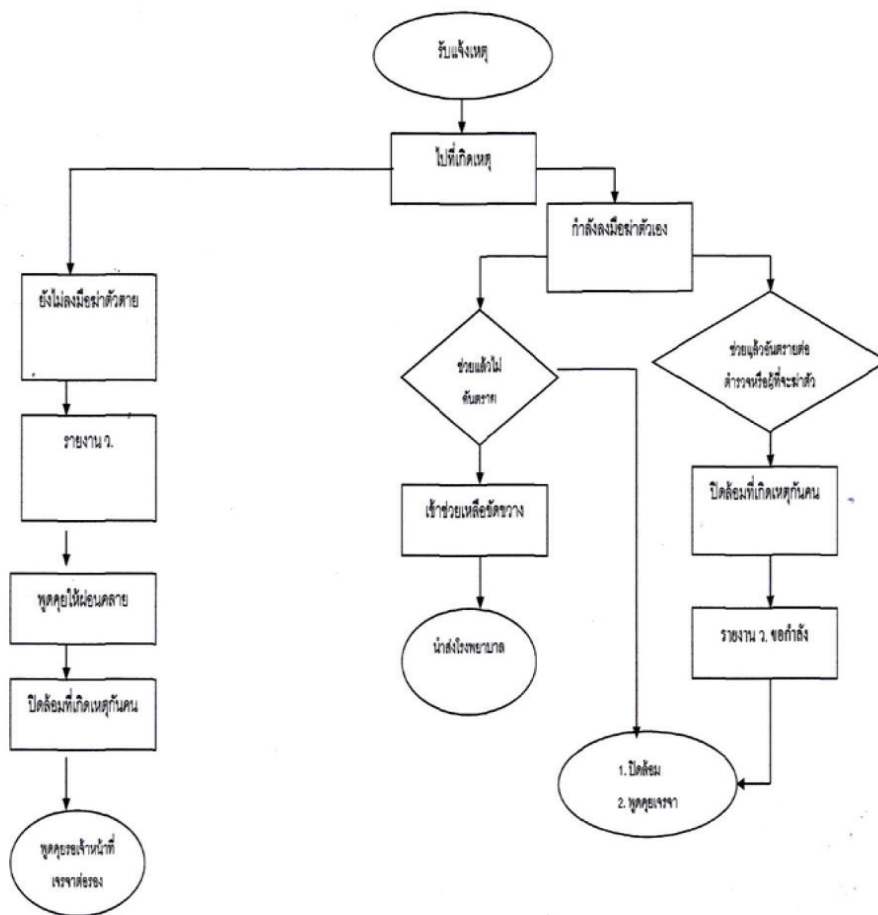 รับแจ้งเหตุ
ไปที่เกิดเหตุ
กำลังลงมือฆ่าตัวเอง
ยังไม่ลงมือฆ่าตัวตาย
ช่วยแล้วไม่
อันตราย
ช่วยแล้วอันตรายต่อ
ตำรวจหรือผู้ที่จะฆ่าตัว
รายงาน ว.
เข้าช่วยเหลือขัดขวาง
ปิดล้อมที่เกิดเหตุกันคน
พูดคุยให้ผ่อนคลาย
นำส่งโรงพยาบาล
รายงาน ว. ขอกำลัง
ปิดล้อมที่เกิดเหตุกันคน
1. ปิดล้อม
2. พูดคุยเจรจา
พูดคุยรอเจ้าหน้าที่
เจรจาต่อรอง